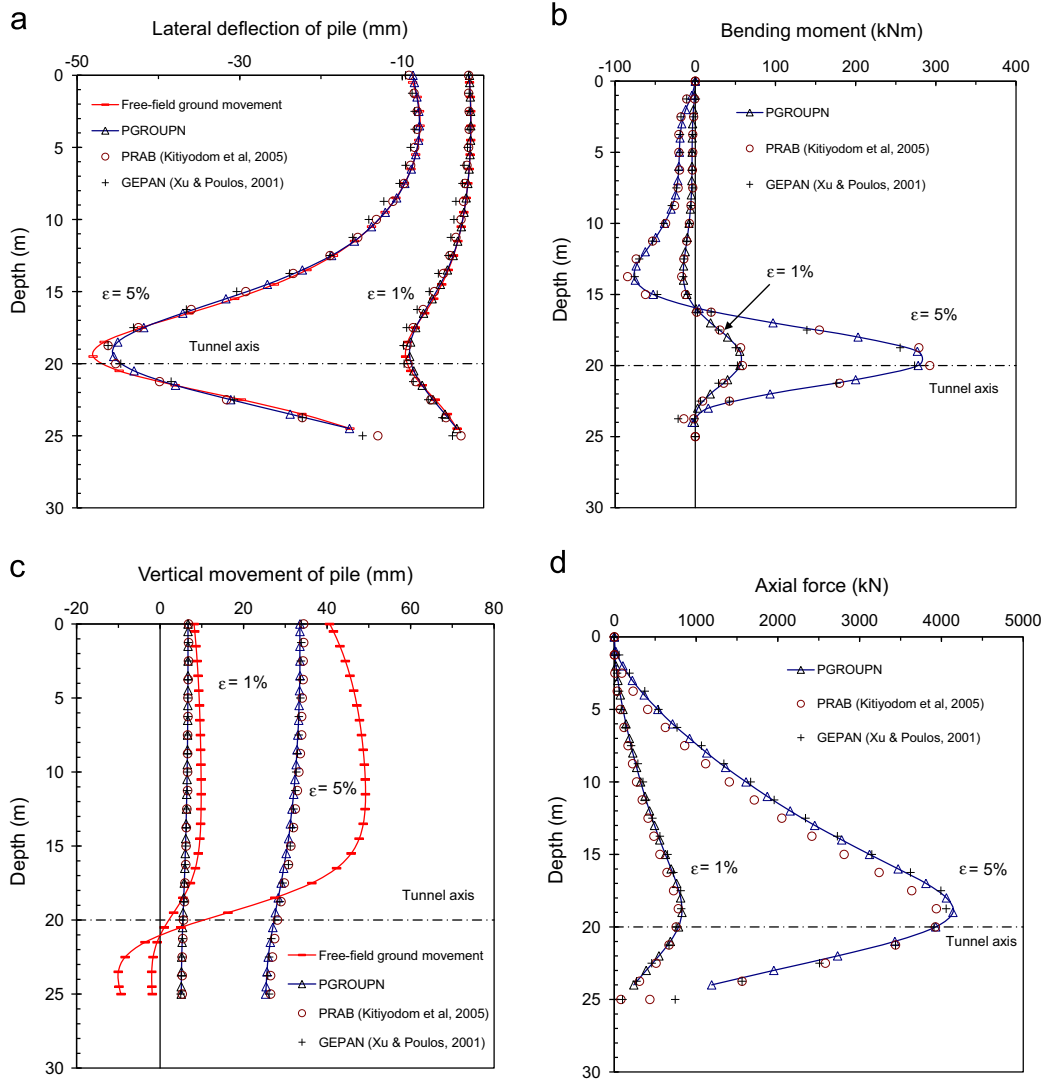 a
Lateral deflection of pile (mm)
-50 -30 -10
0
5
10
15
20
25
30
Depth (m)
Free-field ground movement
PGROUPN
PRAB (Kitiyodom et al, 2005)
GEPAN (Xu & Poulos, 2001)
ε = 5%
ε = 1%
Tunnel axis
b
Bending moment (kNm)
-100 0 100 200 300 400
0
5
10
15
20
25
30
Depth (m)
PGROUPN
PRAB (Kitiyodom et al, 2005)
GEPAN (Xu & Poulos, 2001)
ε = 1%
ε = 5%
Tunnel axis
c
Vertical movement of pile (mm)
-20 0 20 40 60 80
0
5
10
15
20
25
30
Depth (m)
ε = 1%
ε = 5%
Tunnel axis
Free-field ground movement
PGROUPN
PRAB (Kitiyodom et al, 2005)
GEPAN (Xu & Poulos, 2001)
d
Axial force (kN)
0 1000 2000 3000 4000 5000
0
5
10
15
20
25
30
Depth (m)
PGROUPN
PRAB (Kitiyodom et al, 2005)
GEPAN (Xu & Poulos, 2001)
ε = 1%
ε = 5%
Tunnel axis